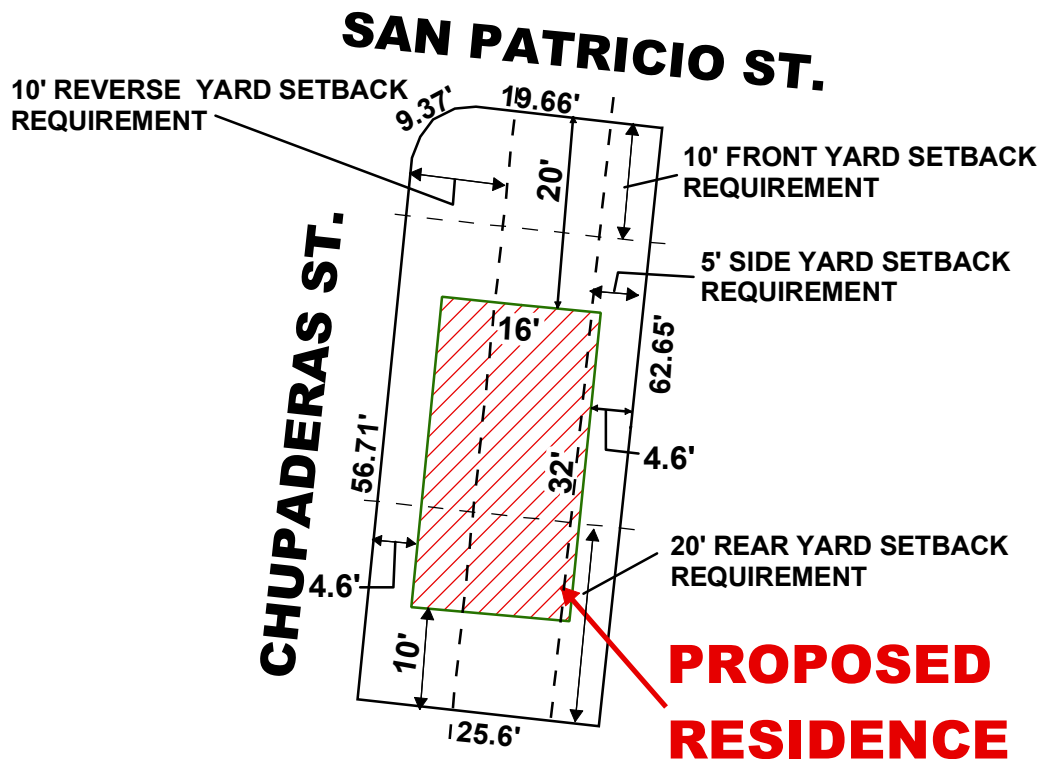 SAN PATRICIO ST.
10' REVERSE YARD SETBACK
REQUIREMENT
9.37'
19.66'
20'
10' FRONT YARD SETBACK
REQUIREMENT
5' SIDE YARD SETBACK
REQUIREMENT
CHUPADERAS ST.
16'
62.65'
56.71'
32'
4.6'
4.6'
20' REAR YARD SETBACK
REQUIREMENT
10'
25.6'
PROPOSED
RESIDENCE